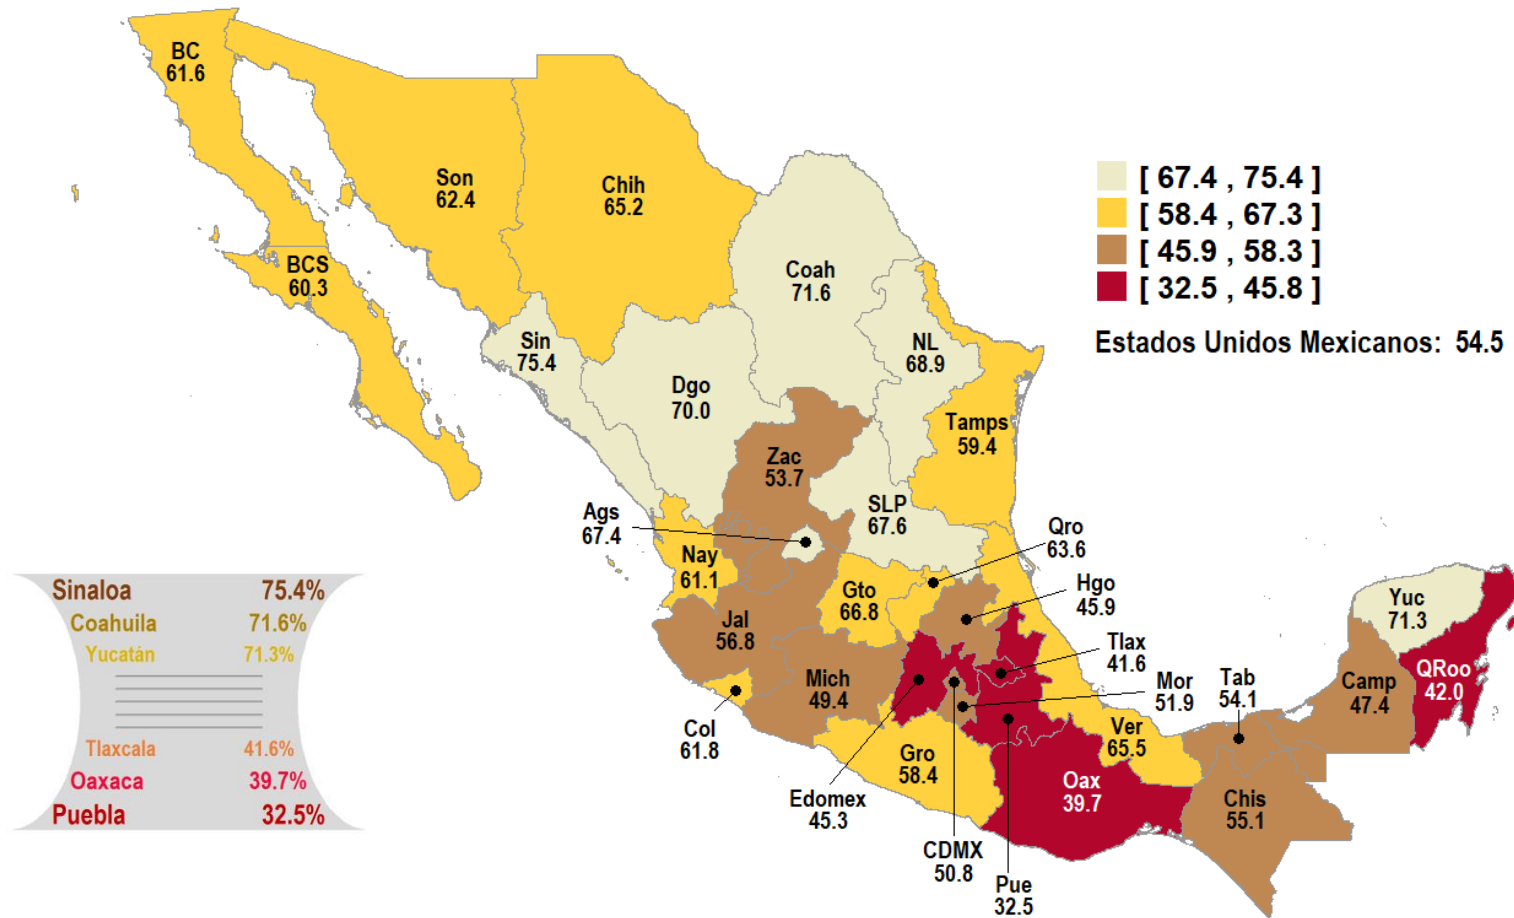 BC
61.6
Son
62.4
Chih
65.2
BCS
60.3
Coah
71.6
Sin
75.4
NL
68.9
Dgo
70.0
Tamps
59.4
Zac
53.7
Ags
67.4
SLP
67.6
Qro
63.6
Nay
61.1
Gto
66.8
Hgo
45.9
Jal
56.8
Tlax
41.6
Mich
49.4
Mor
51.9
Tab
54.1
Yuc
71.3
QRoo
42.0
Camp
47.4
Col
61.8
Gro
58.4
Ver
65.5
Edomex
45.3
Oax
39.7
Chis
55.1
CDMX
50.8
Pue
32.5
[ 67.4 , 75.4 ]
[ 58.4 , 67.3 ]
[ 45.9 , 58.3 ]
[ 32.5 , 45.8 ]
Estados Unidos Mexicanos: 54.5
Sinaloa 75.4%
Coahuila 71.6%
Yucatán 71.3%
Tlaxcala 41.6%
Oaxaca 39.7%
Puebla 32.5%